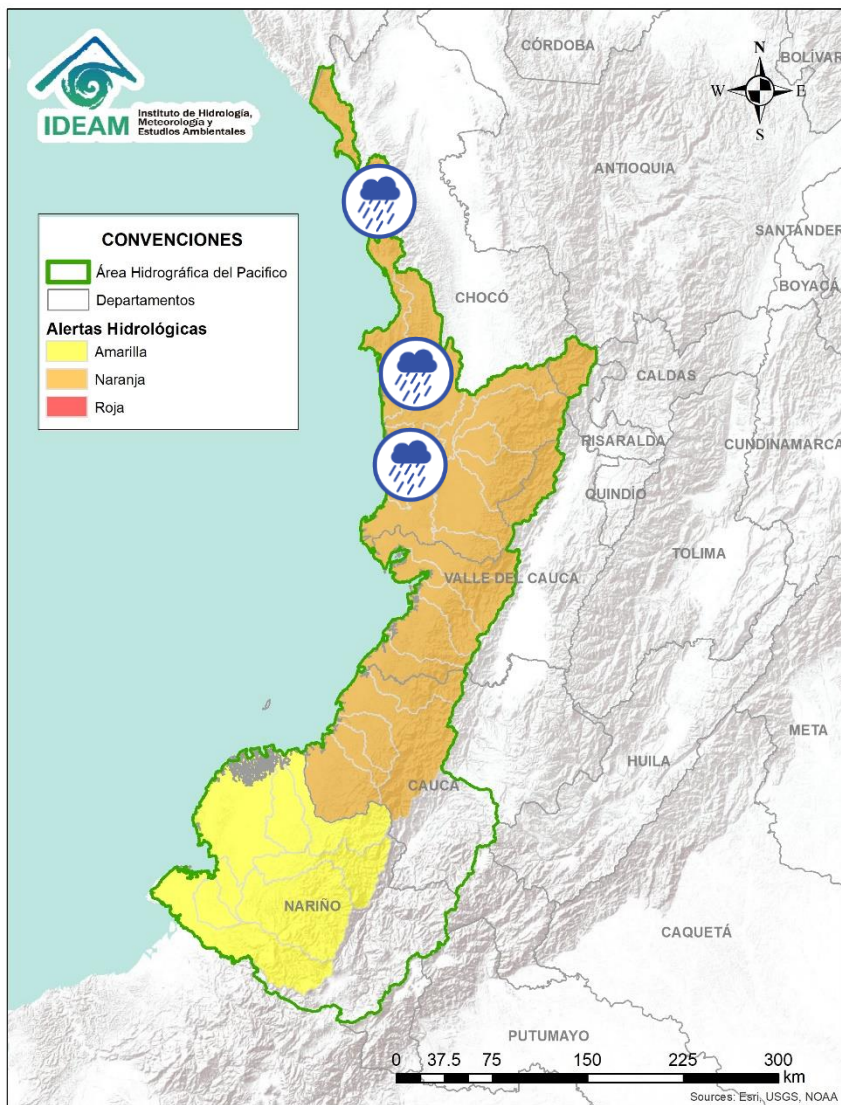 IDEAM
Instituto de Hidrología,
Meteorología y
Estudios Ambientales
CÓRDOBA
BOLÍVAR
N
W
E
S
ANTIOQUIA
SANTANDER
BOYACÁ
CONVENCIONES
Área Hidrográfica del Pacifico
Departamentos
Alertas Hidrológicas
Amarilla
Naranja
Roja
CHOCÓ
CALDAS
RISARALDA
CUNDINAMARCA
QUINDÍO
TOLIMA
VALLE DEL CAUCA
META
HUILA
CAUCA
NARIÑO
CAQUETÁ
PUTUMAYO
0 37.5 75 150 225 300
km
Sources: Esri, USGS, NOAA